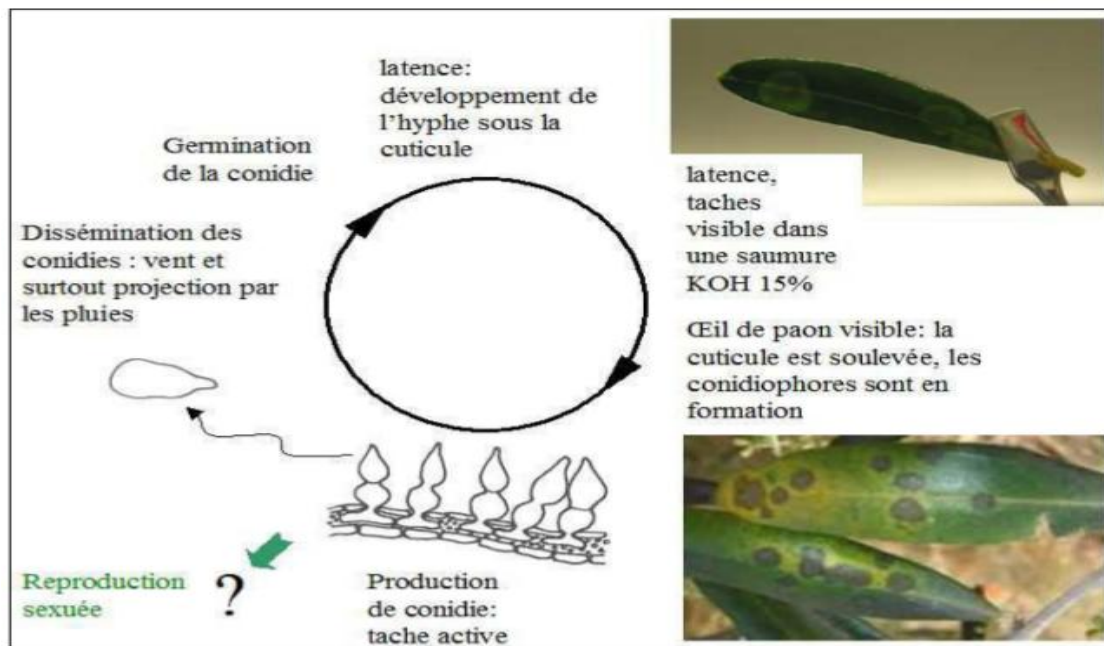 latence:
développement de
l'hyphe sous la
cuticule
Germination
de la conidie
Dissémination des
conidies : vent et
surtout projection par
les pluies
latence,
taches
visible dans
une saumure
KOH 15%
Œil de paon visible: la
cuticule est soulevée, les
conidiophores sont en
formation
Production
de conidie:
tache active
Reproduction
sexuée
?